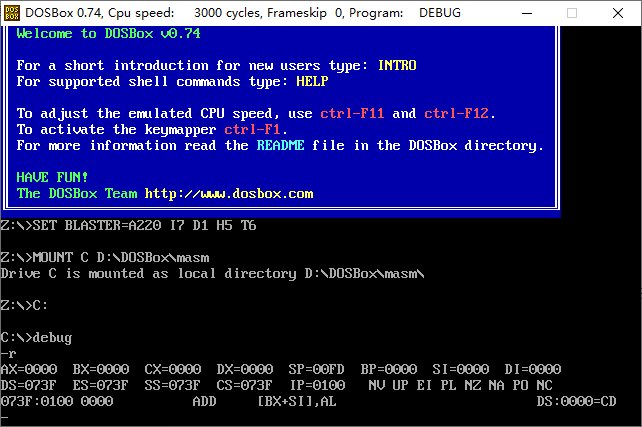 DOS BOX DOSBox 0.74, Cpu speed: 3000 cycles, Frameskip 0, Program: DEBUG
Welcome to DOSBox v0.74
For a short introduction for new users type: INTRO
For supported shell commands type: HELP
To adjust the emulated CPU speed, use ctrl-F11 and ctrl-F12.
To activate the keymapper ctrl-F1.
For more information read the README file in the DOSBox directory.
HAVE FUN!
The DOSBox Team http://www.dosbox.com
Z:\>SET BLASTER=A220 I7 D1 H5 T6
Z:\>MOUNT C D:\DOSBox\masm
Drive C is mounted as local directory D:\DOSBox\masm\
Z:\>C:
C:\>debug
-r
AX=0000 BX=0000 CX=0000 DX=0000 SP=00FD BP=0000 SI=0000 DI=0000
DS=073F ES=073F SS=073F CS=073F IP=0100 NV UP EI PL NZ NA PO NC
073F:0100 0000 ADD [BX+SI],AL DS:0000=CD
-